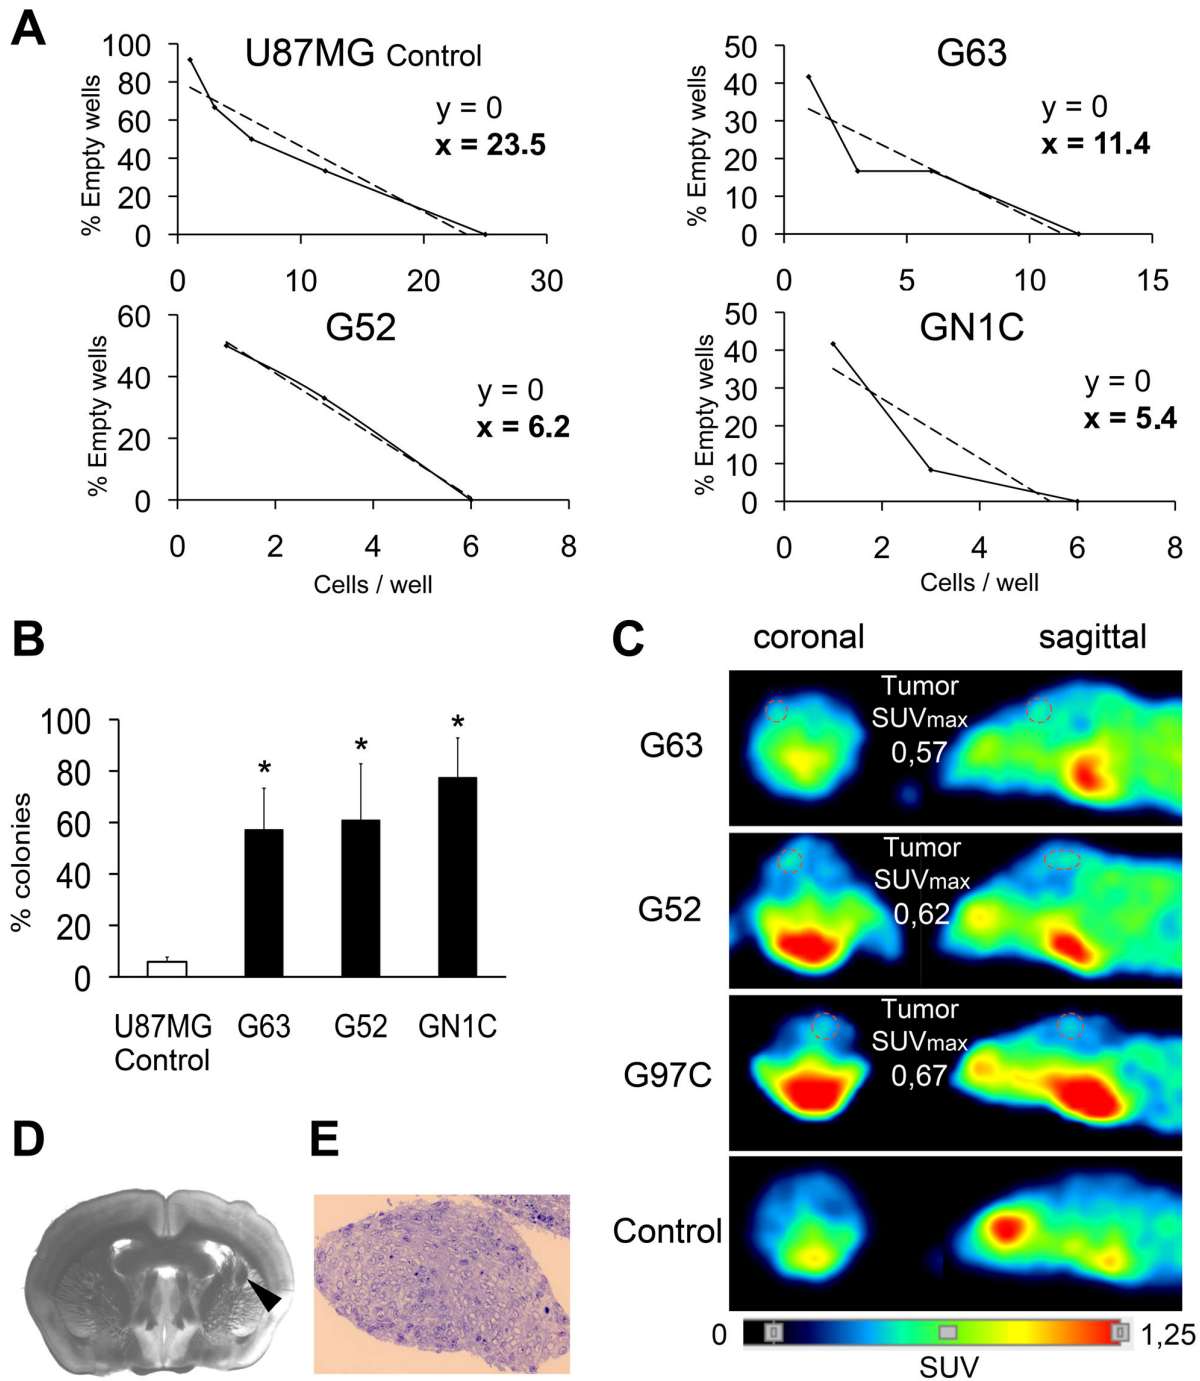 A
U87MG Control
% Empty wells
100
80
60
40
20
0
y = 0
x = 23.5
0 10 20 30
G63
% Empty wells
50
40
30
20
10
0
y = 0
x = 11.4
0 5 10 15
G52
% Empty wells
60
40
20
0
y = 0
x = 6.2
0 2 4 6 8
Cells / well
GN1C
% Empty wells
50
40
30
20
10
0
y = 0
x = 5.4
0 2 4 6 8
Cells / well
B
% colonies
100
80
60
40
20
0
* * *
U87MG
Control
G63 G52 GN1C
C
coronal sagittal
G63
Tumor
SUVmax
0,57
G52
Tumor
SUVmax
0,62
G97C
Tumor
SUVmax
0,67
Control
0 1,25
SUV
D
E